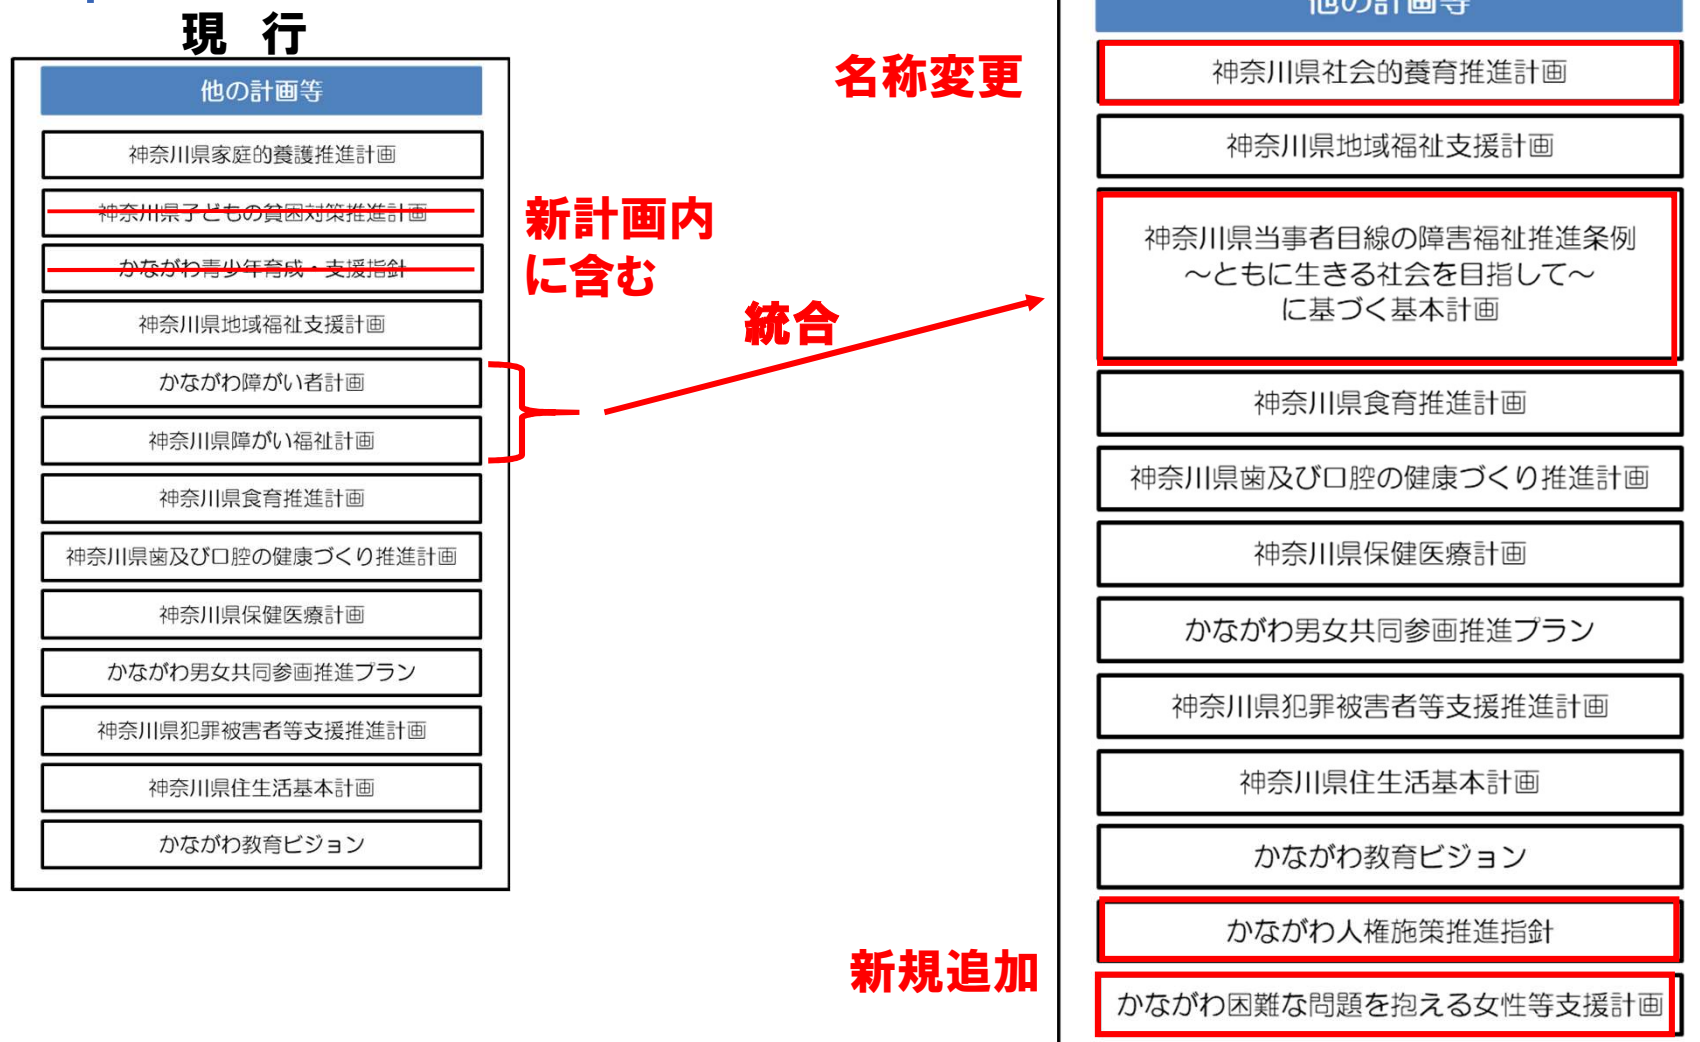 現 行
他の計画等
神奈川県家庭的養護推進計画
神奈川県子どもの貧困対策推進計画
かながわ青少年育成・支援指針
神奈川県地域福祉支援計画
かながわ障がい者計画
神奈川県障がい福祉計画
神奈川県食育推進計画
神奈川県歯及び口腔の健康づくり推進計画
神奈川県保健医療計画
かながわ男女共同参画推進プラン
神奈川県犯罪被害者等支援推進計画
神奈川県住生活基本計画
かながわ教育ビジョン
新計画内
に含む
統合
名称変更
新規追加
他の計画等
神奈川県社会的養育推進計画
神奈川県地域福祉支援計画
神奈川県当事者目線の障害福祉推進条例
～ともに生きる社会を目指して～
に基づく基本計画
神奈川県食育推進計画
神奈川県歯及び口腔の健康づくり推進計画
神奈川県保健医療計画
かながわ男女共同参画推進プラン
神奈川県犯罪被害者等支援推進計画
神奈川県住生活基本計画
かながわ教育ビジョン
かながわ人権施策推進指針
かながわ困難な問題を抱える女性等支援計画